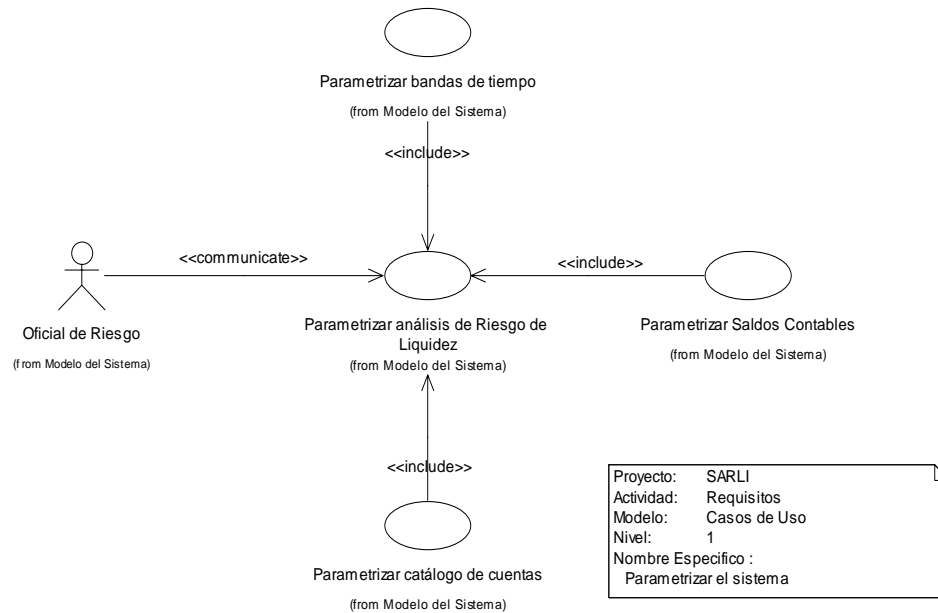 Parametrizar bandas de tiempo
(from Modelo del Sistema)
<<include>>
<<communicate>>
<<include>>
Oficial de Riesgo
(from Modelo del Sistema)
Parametrizar análisis de Riesgo de
Liquidez
(from Modelo del Sistema)
Parametrizar Saldos Contables
(from Modelo del Sistema)
<<include>>
Parametrizar catálogo de cuentas
(from Modelo del Sistema)
Proyecto: SARLI
Actividad: Requisitos
Modelo: Casos de Uso
Nivel: 1
Nombre Especifico :
Parametrizar el sistema